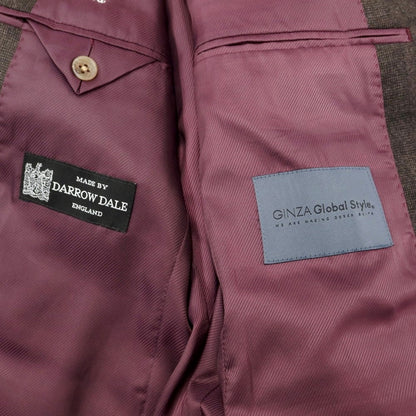 MADE BY
DARROW DALE
ENGLAND
GINZA Global Style®
WE ARE MAKING ORDER SUITS